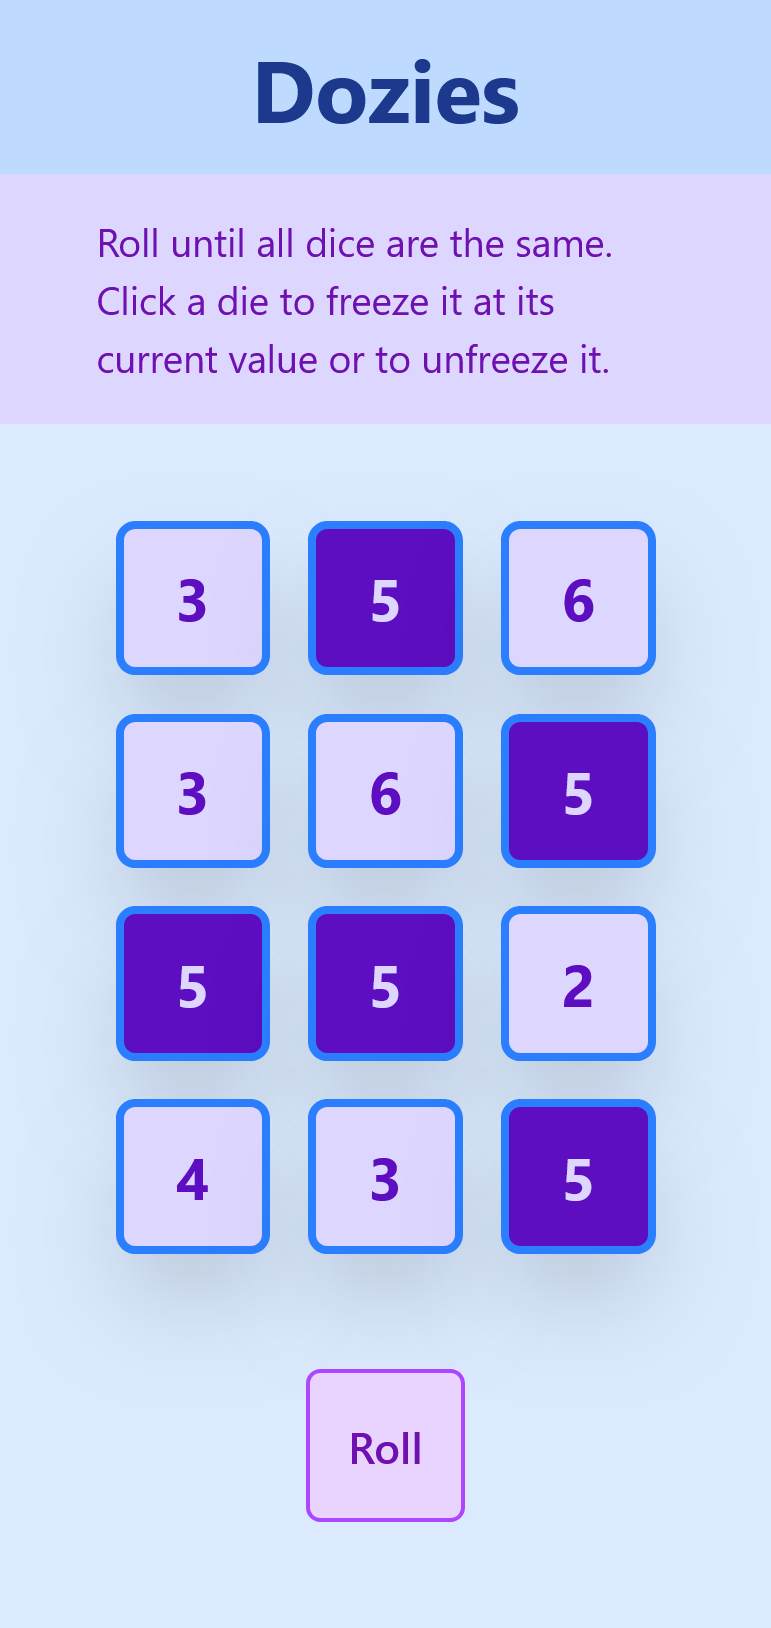 Dozies
Roll until all dice are the same.
Click a die to freeze it at its
current value or to unfreeze it.
3 5 6
3 6 5
5 5 2
4 3 5
Roll